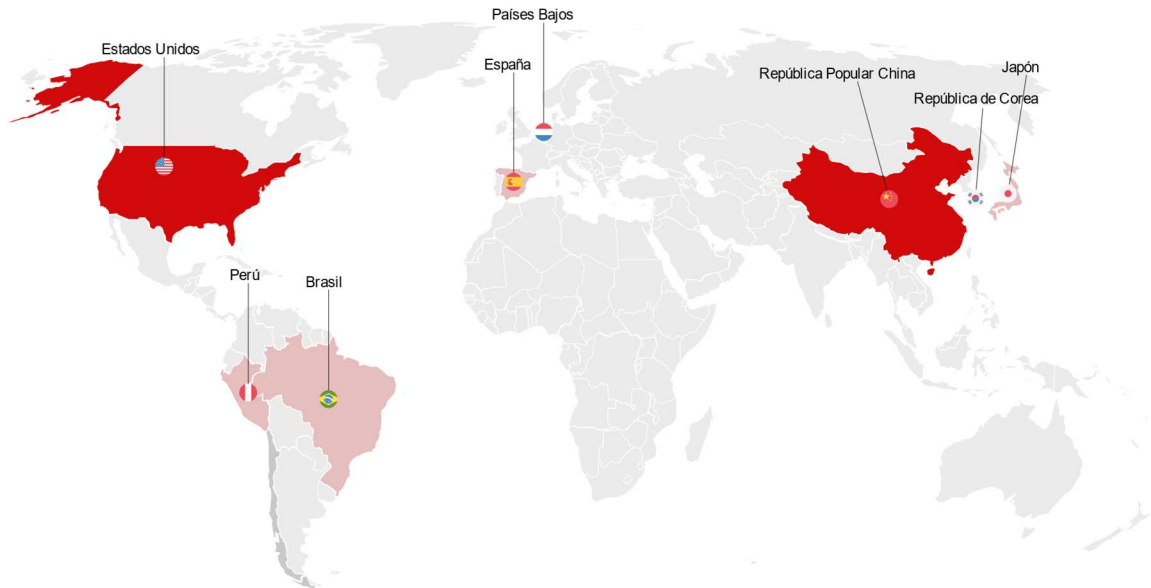 Países Bajos
Estados Unidos
España
República Popular China
Japón
República de Corea
Perú
Brasil